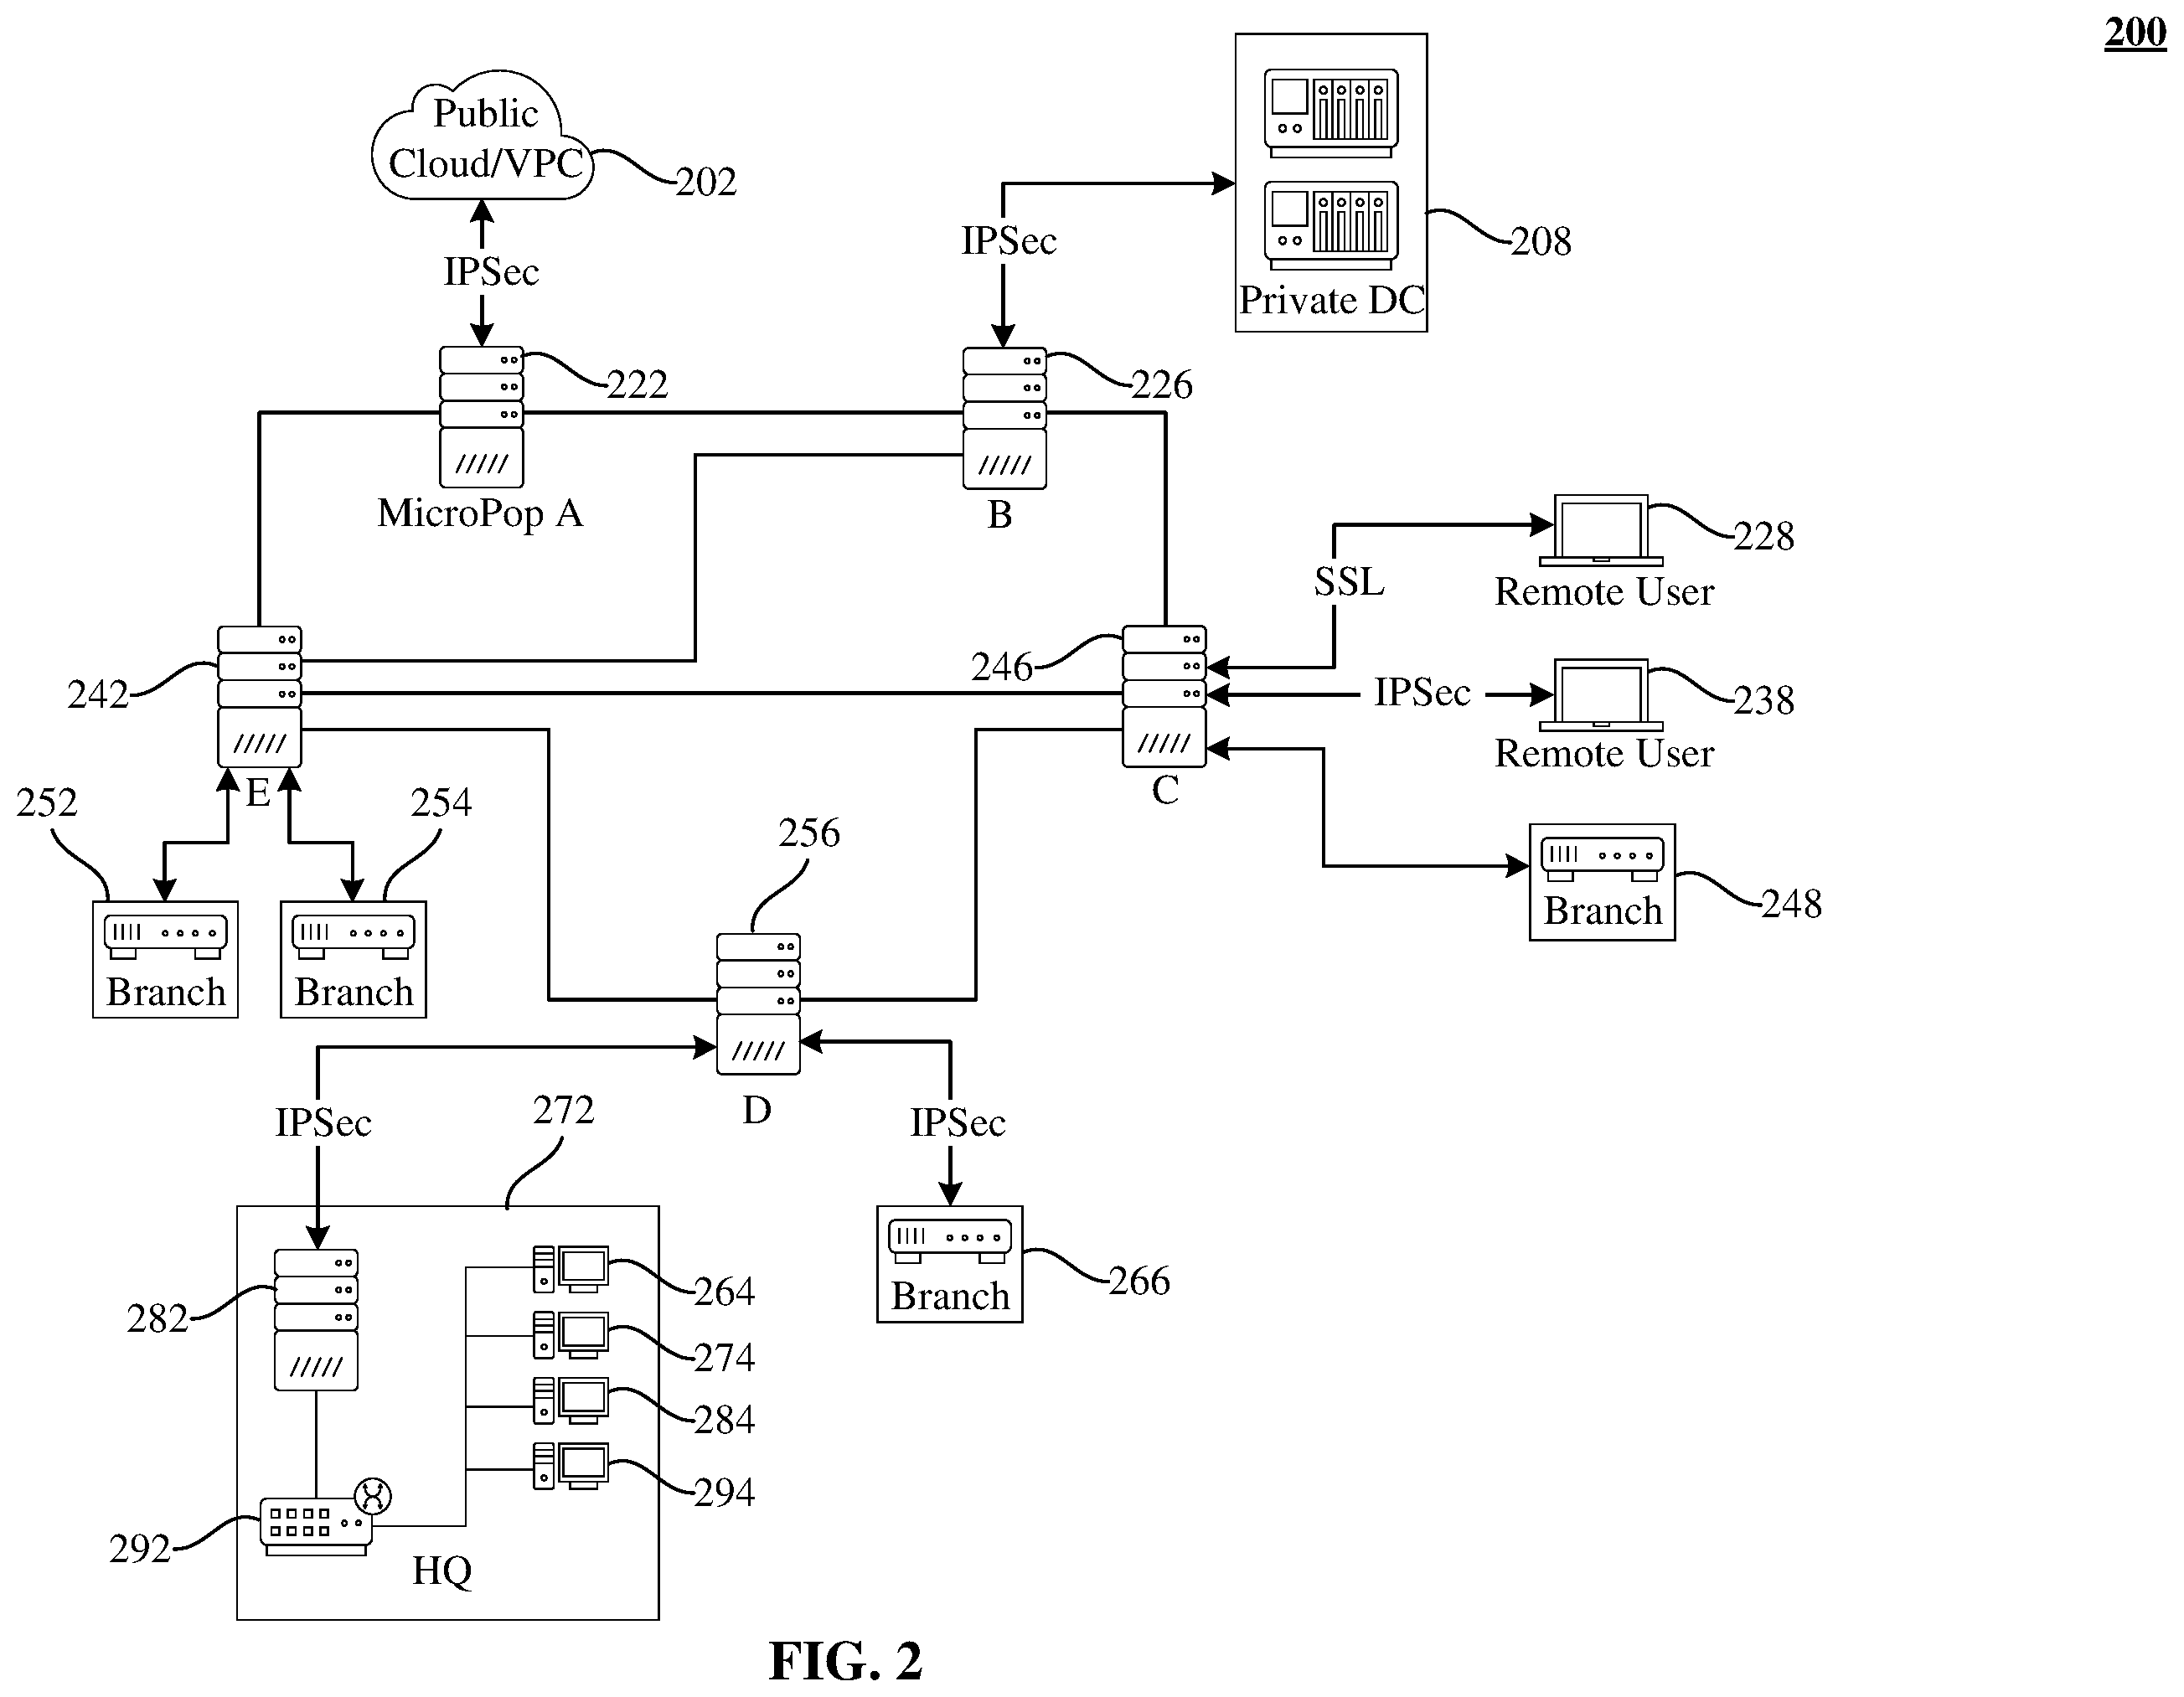 200
Public
Cloud/VPC
202
IPSec
IPSec
208
Private DC
222
226
MicroPop A
B
228
SSL
Remote User
242
246
IPSec
238
Remote User
E
C
252
254
256
248
Branch
Branch
Branch
D
IPSec
272
IPSec
264
266
Branch
282
274
284
294
292
HQ
FIG. 2